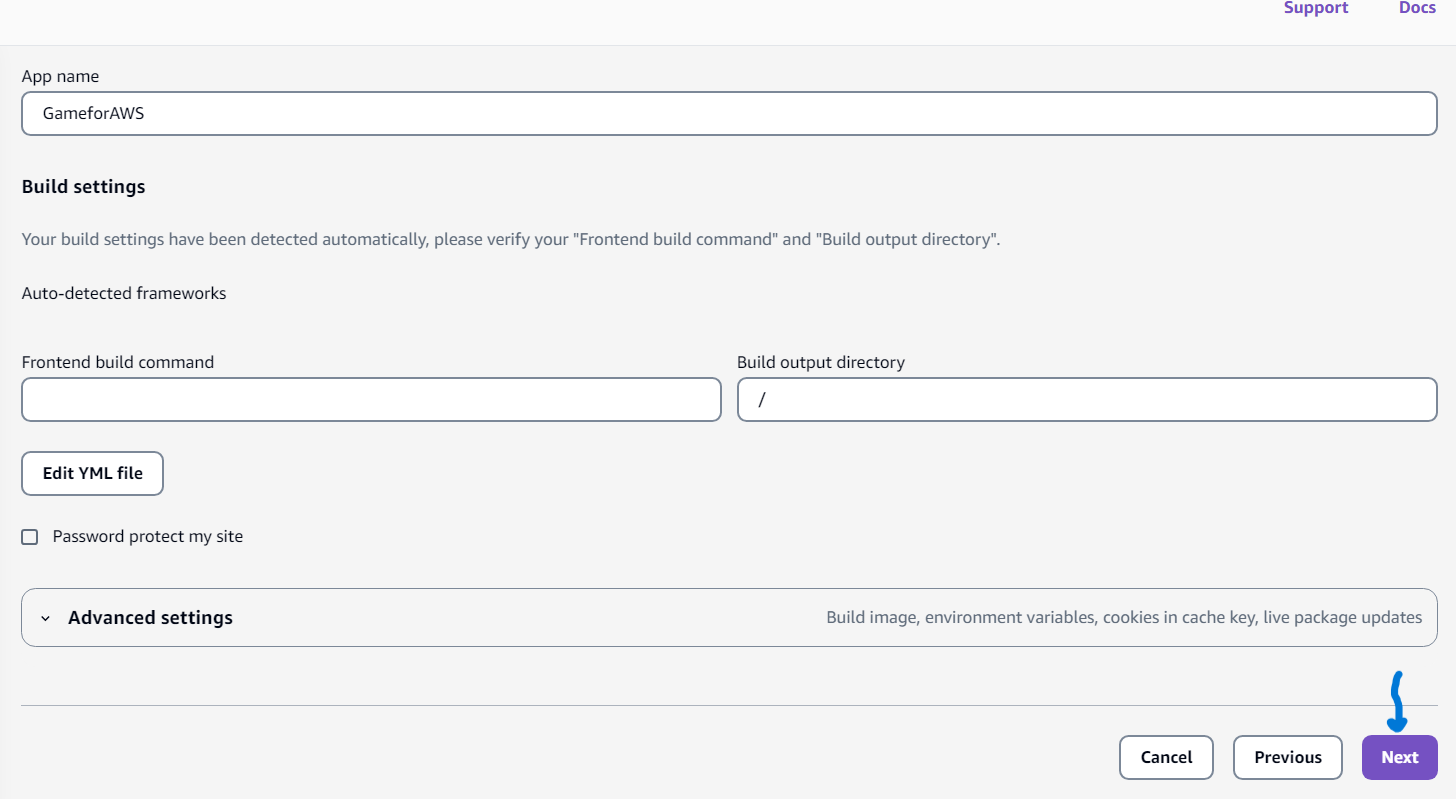 Support Docs
App name
GameforAWS
Build settings
Your build settings have been detected automatically, please verify your "Frontend build command" and "Build output directory".
Auto-detected frameworks
Frontend build command Build output directory
/
Edit YML file
Password protect my site
Advanced settings Build image, environment variables, cookies in cache key, live package updates
Cancel Previous Next